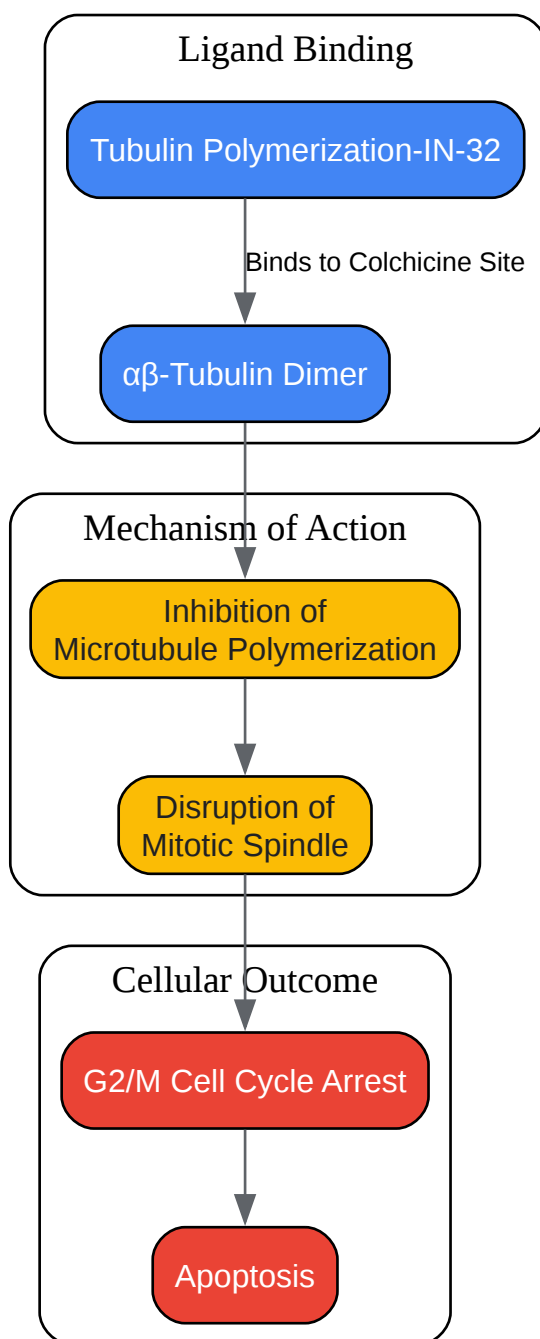 Ligand Binding
Tubulin Polymerization-IN-32
Binds to Colchicine Site
αβ-Tubulin Dimer
Mechanism of Action
Inhibition of
Microtubule Polymerization
Disruption of
Mitotic Spindle
Cellular Outcome
G2/M Cell Cycle Arrest
Apoptosis